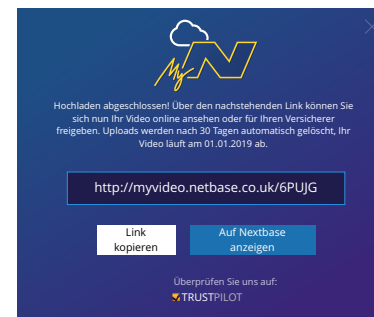 My N
Hochladen abgeschlossen! Über den nachstehenden Link können Sie
sich nun Ihr Video online ansehen oder für Ihren Versicherer
freigeben. Uploads werden nach 30 Tagen automatisch gelöscht, Ihr
Video läuft am 01.01.2019 ab.
http://myvideo.netbase.co.uk/6PUJG
Link
kopieren
Auf Nextbase
anzeigen
Überprüfen Sie uns auf:
TRUSTPILOT